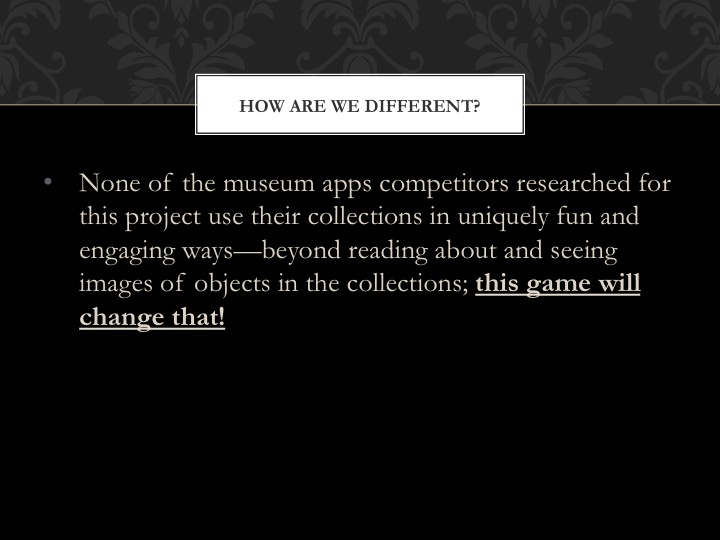 HOW ARE WE DIFFERENT?
• None of the museum apps competitors researched for
this project use their collections in uniquely fun and
engaging ways—beyond reading about and seeing
images of objects in the collections; this game will
change that!